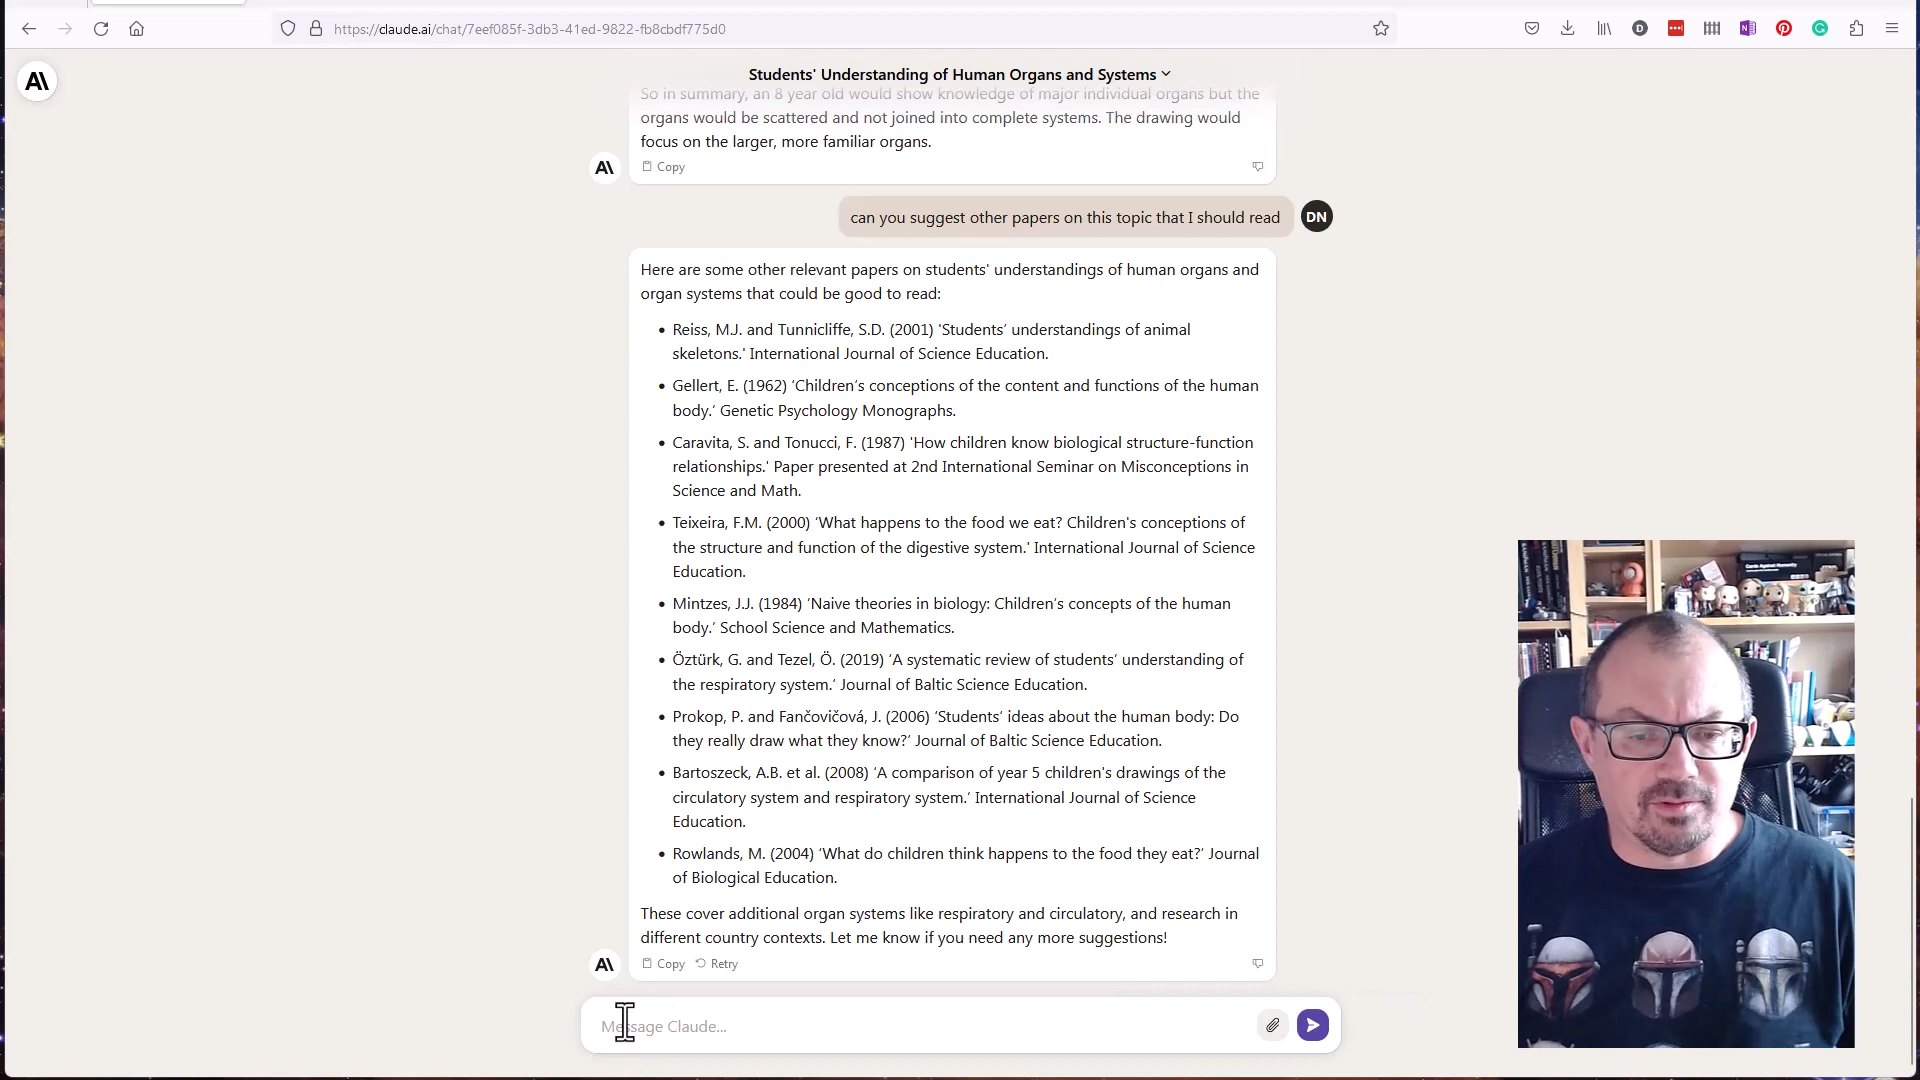 https://claude.ai/chat/7eef085f-3db3-41ed-9822-fb8cbdf775d0
Students' Understanding of Human Organs and Systems
So in summary, an 8 year old would show knowledge of major individual organs but the
organs would be scattered and not joined into complete systems. The drawing would
focus on the larger, more familiar organs.
Copy
can you suggest other papers on this topic that I should read
DN
Here are some other relevant papers on students' understandings of human organs and
organ systems that could be good to read:
• Reiss, M.J. and Tunnicliffe, S.D. (2001) 'Students’ understandings of animal
skeletons.' International Journal of Science Education.
• Gellert, E. (1962) ‘Children’s conceptions of the content and functions of the human
body.’ Genetic Psychology Monographs.
• Caravita, S. and Tonucci, F. (1987) 'How children know biological structure-function
relationships.' Paper presented at 2nd International Seminar on Misconceptions in
Science and Math.
• Teixeira, F.M. (2000) ‘What happens to the food we eat? Children's conceptions of
the structure and function of the digestive system.' International Journal of Science
Education.
• Mintzes, J.J. (1984) ‘Naive theories in biology: Children’s concepts of the human
body.’ School Science and Mathematics.
• Öztürk, G. and Tezel, Ö. (2019) ‘A systematic review of students’ understanding of
the respiratory system.’ Journal of Baltic Science Education.
• Prokop, P. and Fančovičová, J. (2006) ‘Students’ ideas about the human body: Do
they really draw what they know?’ Journal of Baltic Science Education.
• Bartoszeck, A.B. et al. (2008) ‘A comparison of year 5 children's drawings of the
circulatory system and respiratory system.’ International Journal of Science
Education.
• Rowlands, M. (2004) ‘What do children think happens to the food they eat?’ Journal
of Biological Education.
These cover additional organ systems like respiratory and circulatory, and research in
different country contexts. Let me know if you need any more suggestions!
Copy Retry
Message Claude...
Cards Against Humanity